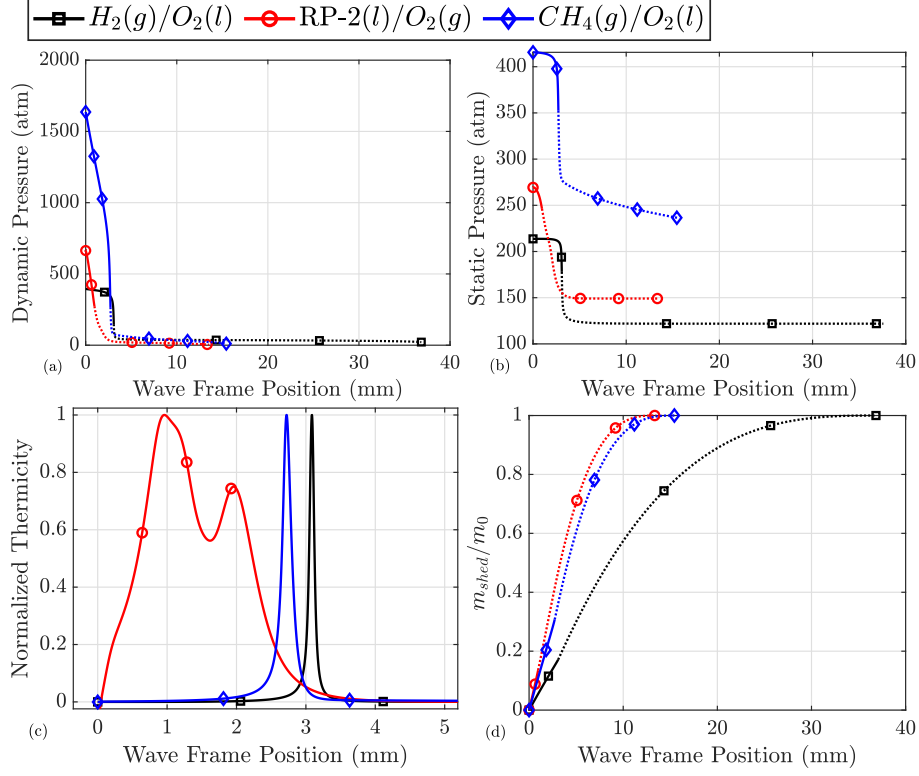 H₂(g)/O₂(l) RP-2(l)/O₂(g) CH₄(g)/O₂(l)
2000
1500
1000
500
0
Dynamic Pressure (atm)
(a)
0 10 20 30 40
Wave Frame Position (mm)
400
350
300
250
200
150
100
Static Pressure (atm)
(b)
0 10 20 30 40
Wave Frame Position (mm)
1
0.8
0.6
0.4
0.2
0
Normalized Thermicity
(c)
0 1 2 3 4 5
Wave Frame Position (mm)
1
0.8
0.6
0.4
0.2
0
m_shed/m₀
(d)
0 10 20 30 40
Wave Frame Position (mm)